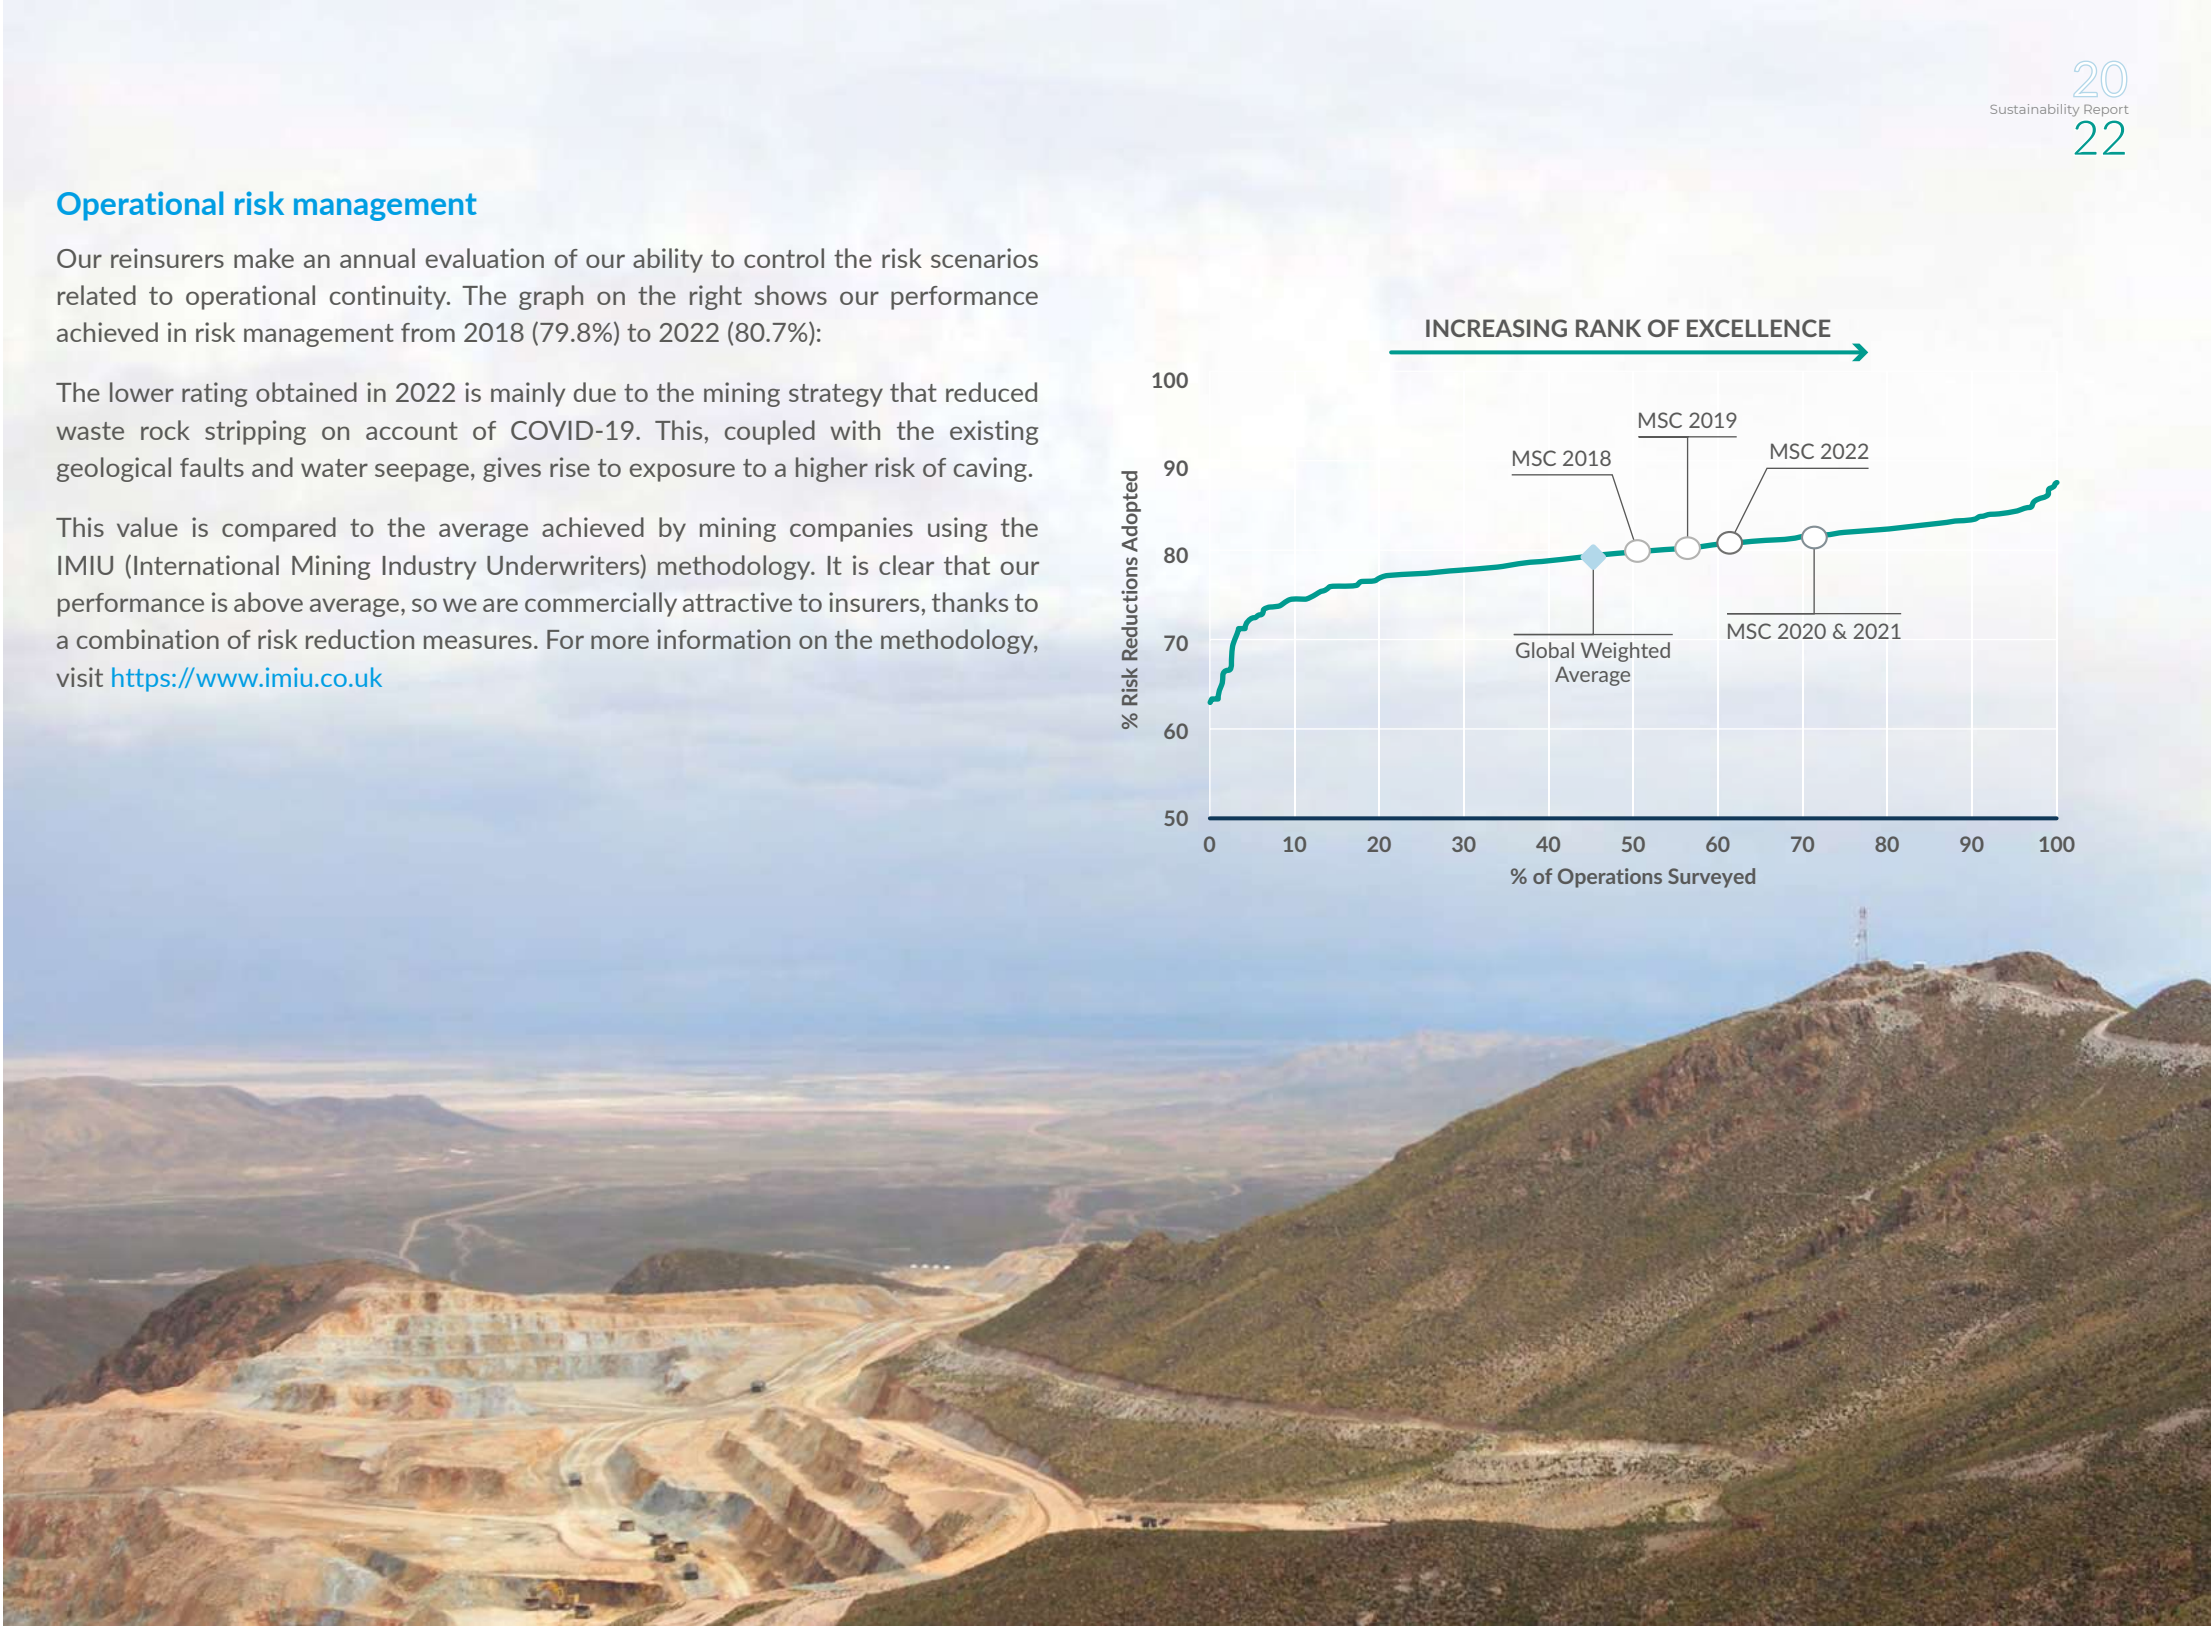 20
Sustainability Report
22
Operational risk management
Our reinsurers make an annual evaluation of our ability to control the risk scenarios
related to operational continuity. The graph on the right shows our performance
achieved in risk management from 2018 (79.8%) to 2022 (80.7%):
The lower rating obtained in 2022 is mainly due to the mining strategy that reduced
waste rock stripping on account of COVID-19. This, coupled with the existing
geological faults and water seepage, gives rise to exposure to a higher risk of caving.
This value is compared to the average achieved by mining companies using the
IMIU (International Mining Industry Underwriters) methodology. It is clear that our
performance is above average, so we are commercially attractive to insurers, thanks to
a combination of risk reduction measures. For more information on the methodology,
visit https://www.imiu.co.uk
INCREASING RANK OF EXCELLENCE
% Risk Reductions Adopted
100
90
80
70
60
50
MSC 2018
MSC 2019
MSC 2022
Global Weighted
Average
MSC 2020 & 2021
0 10 20 30 40 50 60 70 80 90 100
% of Operations Surveyed